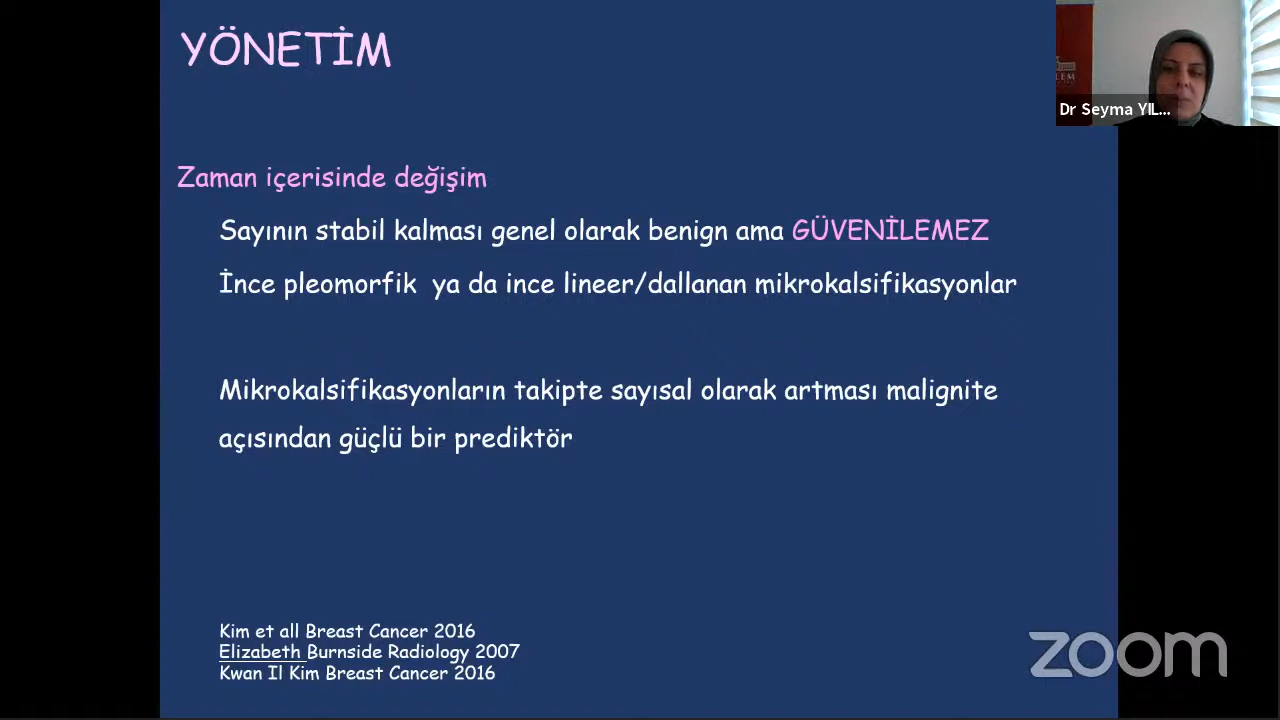 YÖNETİM
Dr Seyma YIL...
Zaman içerisinde değişim
Sayının stabil kalması genel olarak benign ama GÜVENİLEMEZ
İnce pleomorfik ya da ince lineer/dallanan mikrokalsifikasyonlar
Mikrokalsifikasyonların takipte sayısal olarak artması malignite
açısından güçlü bir prediktör
Kim et all Breast Cancer 2016
Elizabeth Burnside Radiology 2007
Kwan Il Kim Breast Cancer 2016
zoom